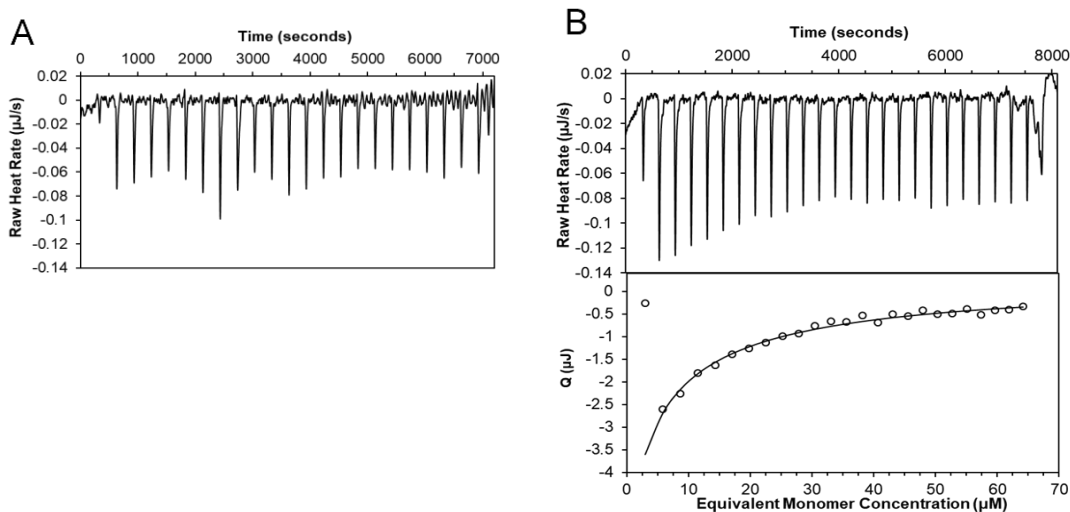 A
Time (seconds)
0 1000 2000 3000 4000 5000 6000 7000
Raw Heat Rate (µJ/s)
0.02
0
-0.02
-0.04
-0.06
-0.08
-0.1
-0.12
-0.14
B
Time (seconds)
0 2000 4000 6000 8000
Raw Heat Rate (µJ/s)
0.02
0
-0.02
-0.04
-0.06
-0.08
-0.1
-0.12
-0.14
Q (µJ)
0
-0.5
-1
-1.5
-2
-2.5
-3
-3.5
-4
0 10 20 30 40 50 60 70
Equivalent Monomer Concentration (µM)